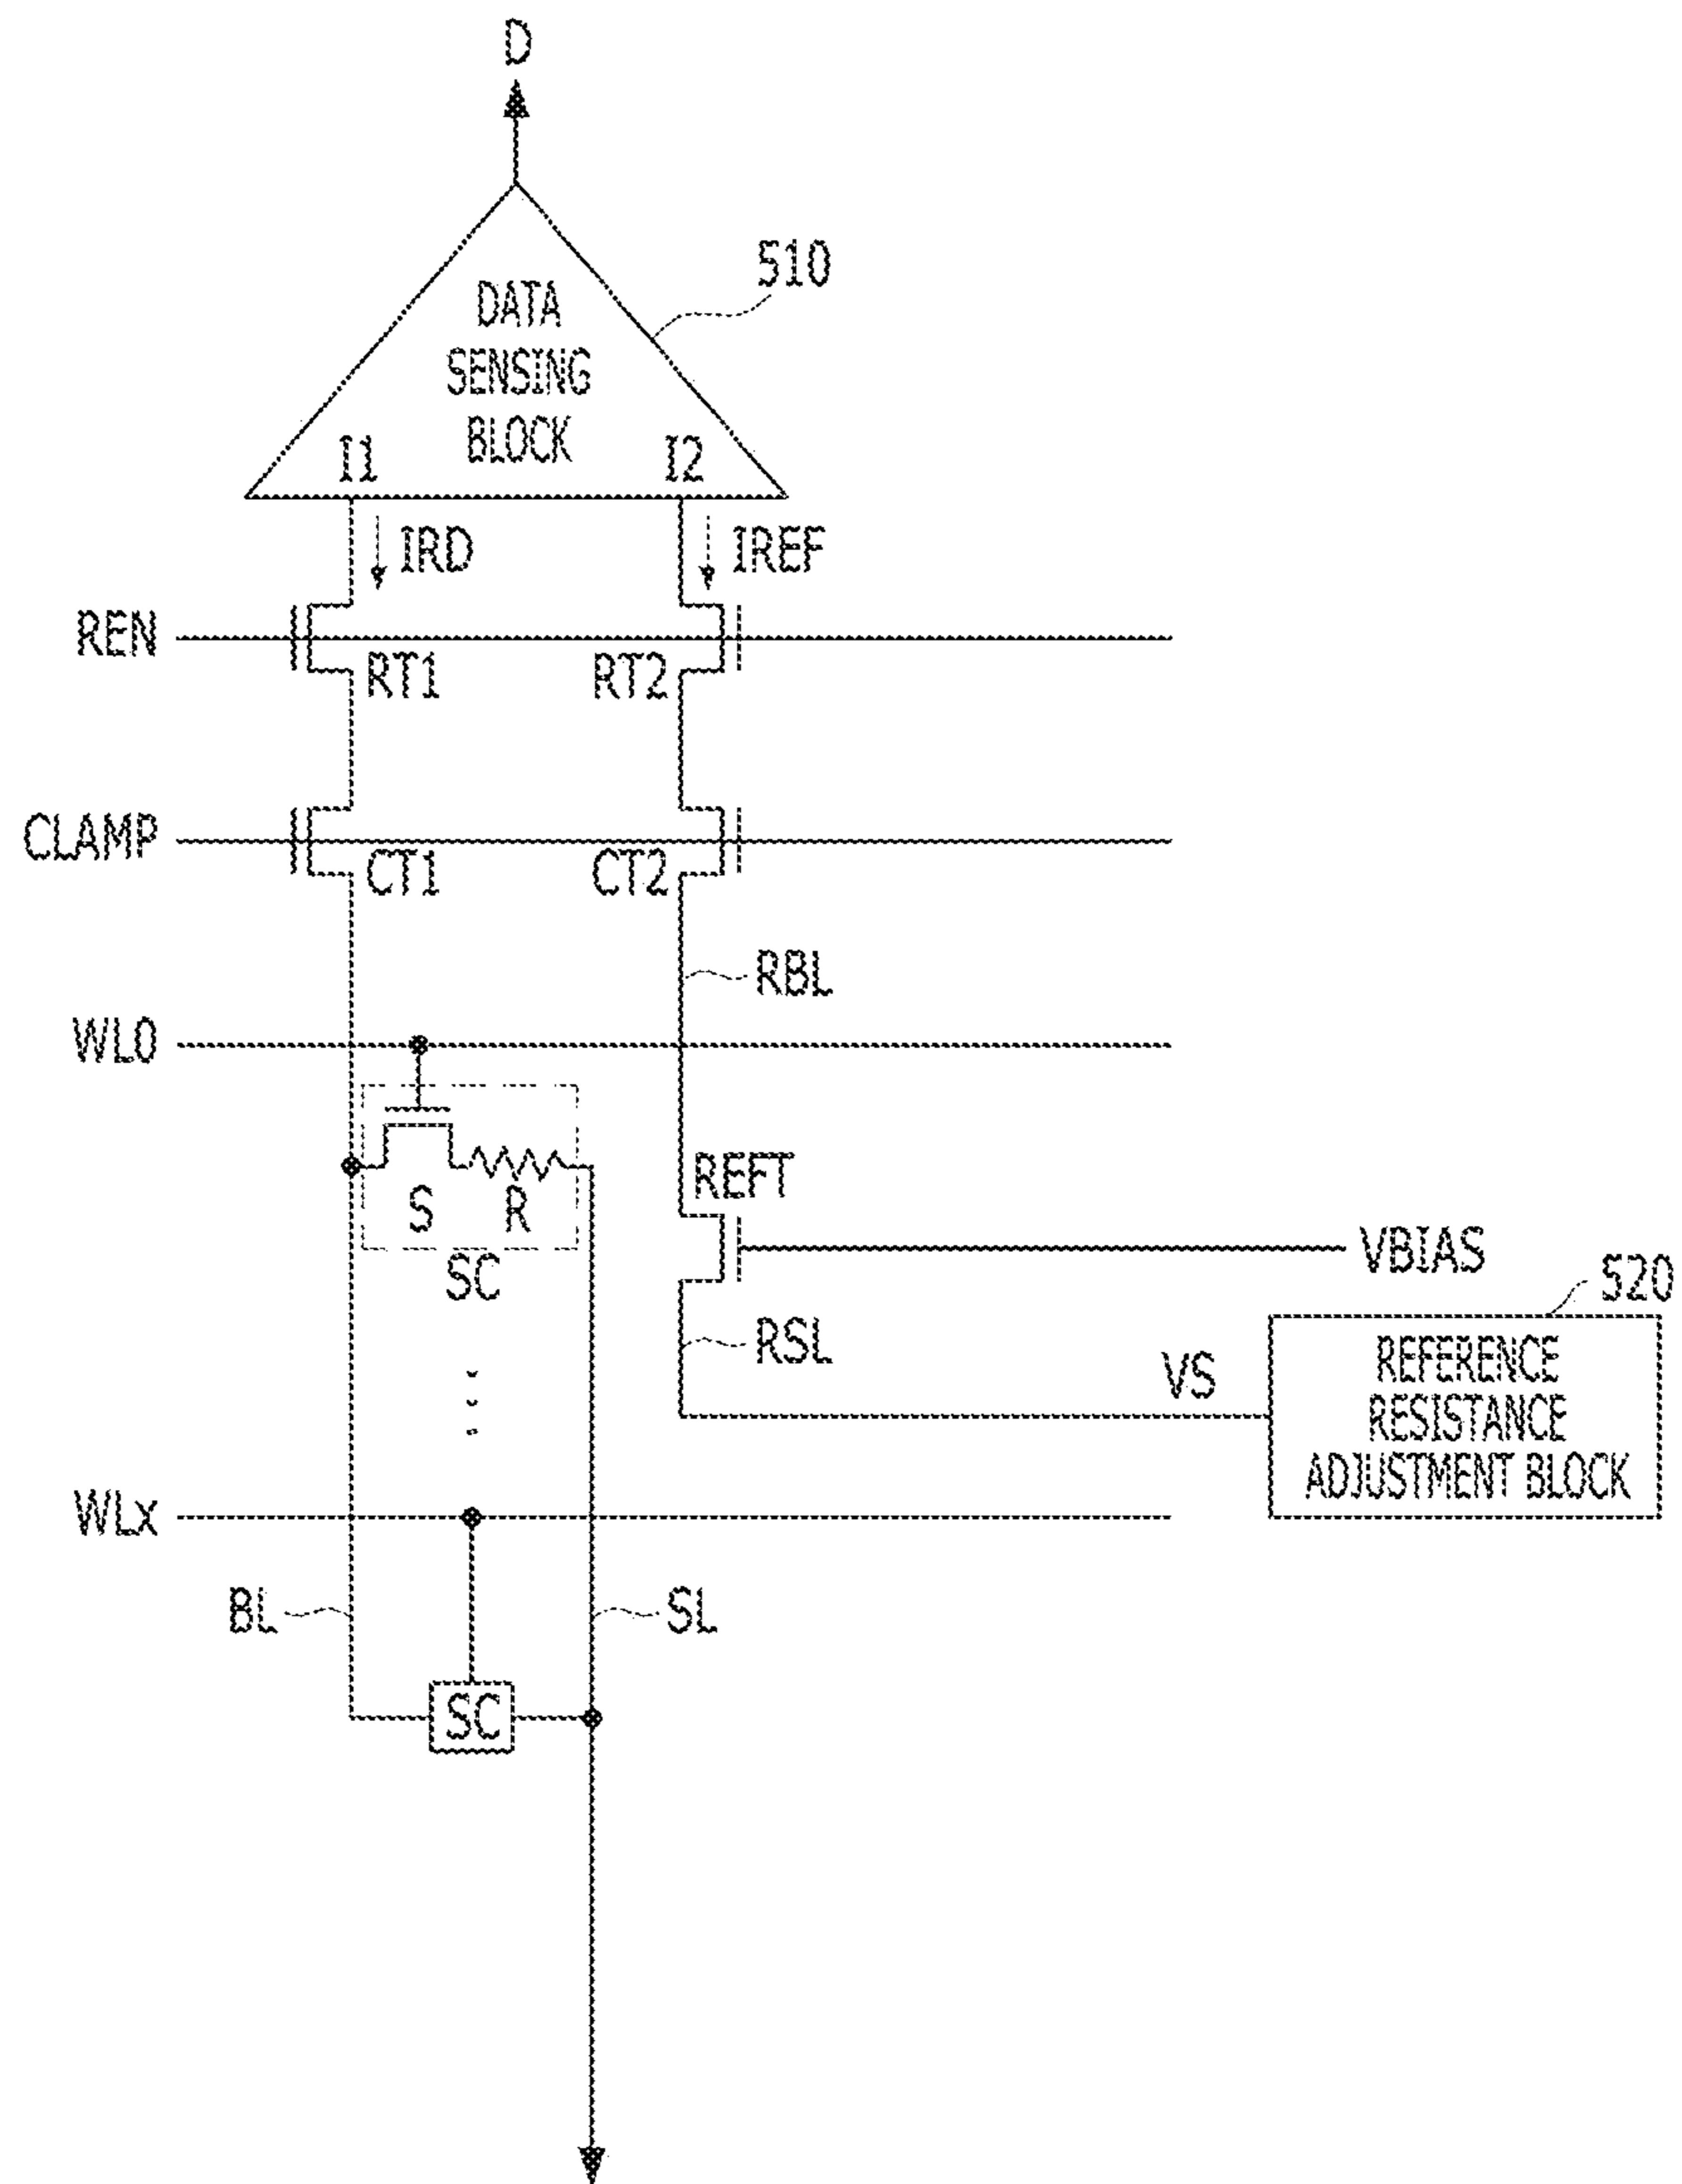 D
510
DATA
SENSING
BLOCK
I1
I2
IRD
IREF
REN
RT1
RT2
CLAMP
CT1
CT2
RBL
WL0
REFT
S
R
SC
VBIAS
520
RSL
VS
REFERENCE
RESISTANCE
ADJUSTMENT BLOCK
WLx
BL
SL
SC